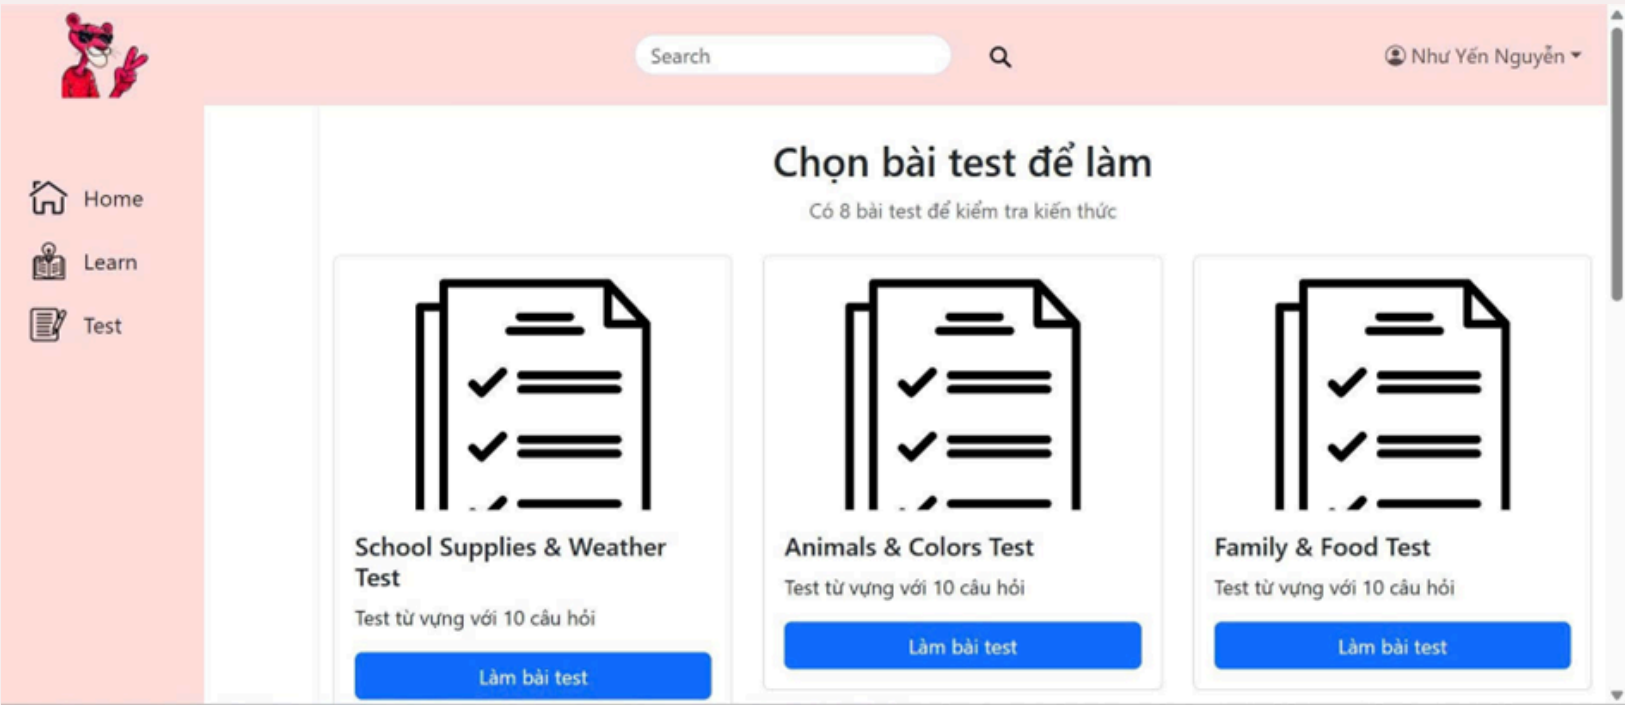 Search
Như Yến Nguyễn
Home
Learn
Test
Chọn bài test để làm
Có 8 bài test để kiểm tra kiến thức
School Supplies & Weather
Test
Test từ vựng với 10 câu hỏi
Làm bài test
Animals & Colors Test
Test từ vựng với 10 câu hỏi
Làm bài test
Family & Food Test
Test từ vựng với 10 câu hỏi
Làm bài test